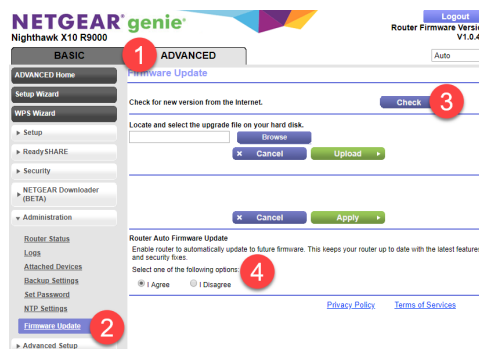 NETGEAR® genie®
Nighthawk X10 R9000
Logout
Router Firmware Versi
V1.0.4
BASIC
1
ADVANCED
Auto
ADVANCED Home
Setup Wizard
WPS Wizard
▶ Setup
▶ ReadySHARE
▶ Security
▶ NETGEAR Downloader
(BETA)
▼ Administration
Router Status
Logs
Attached Devices
Backup Settings
Set Password
NTP Settings
Firmware Update
2
▶ Advanced Setup
Firmware Update
Check for new version from the Internet.
Check
3
Locate and select the upgrade file on your hard disk.
Browse
× Cancel
Upload ▶
× Cancel
Apply ▶
Router Auto Firmware Update
Enable router to automatically update to future firmware. This keeps your router up to date with the latest features
and security fixes.
Select one of the following options:
4
I Agree
I Disagree
Privacy Policy
Terms of Services